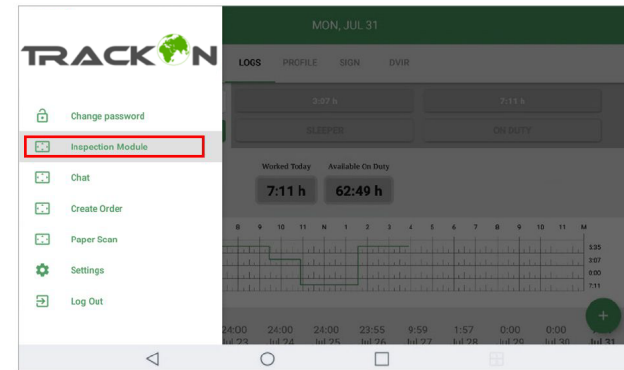 MON, JUL 31
TRACKON
LOGS PROFILE SIGN. DVIR
3:07 h 7:11 h
SLEEPER ON DUTY
Change password
Inspection Module
Chat
Create Order
Paper Scan
Settings
Log Out
Worked Today Available On Duty
7:11 h 62:49 h
8 9 10 11 N 1 2 3 4 5 6 7 8 9 10 11 M
3:35
3:07
0:00
7:11
24:00 24:00 24:00 23:55 9:59 1:57 0:00 0:00
Jul 23 Jul 24 Jul 25 Jul 26 Jul 27 Jul 28 Jul 29 Jul 30 Jul 31